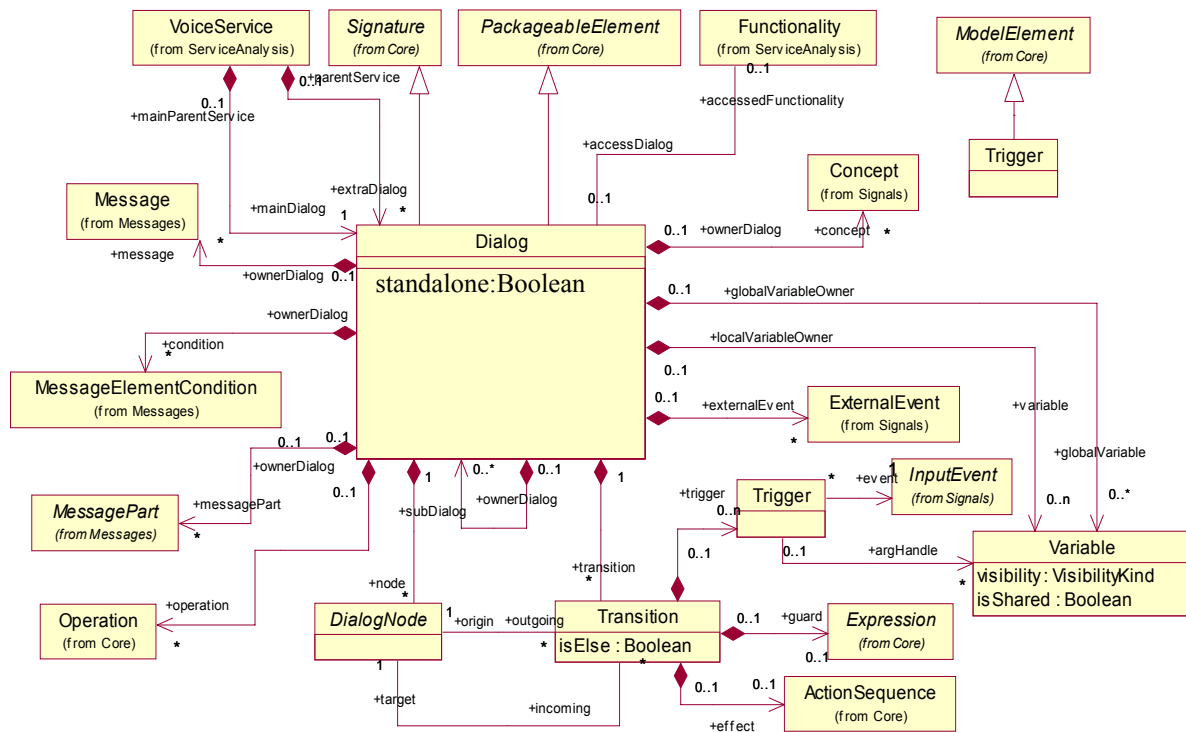 VoiceService
(from ServiceAnalysis)
Signature
(from Core)
PackageableElement
(from Core)
Functionality
(from ServiceAnalysis)
ModelElement
(from Core)
0..1
+mainParentService
0..1
+parentService
0..1
+accessedFunctionality
Trigger
+accessDialog
0..1
Concept
(from Signals)
Message
(from Messages)
+extraDialog
*
+mainDialog
1
*
+message
+ownerDialog
0..1
Dialog
standalone:Boolean
0..1
+ownerDialog
+concept
*
0..1
+globalVariableOwner
+ownerDialog
+condition
*
+localVariableOwner
0..1
MessageElementCondition
(from Messages)
0..1
+externalEvent
*
ExternalEvent
(from Signals)
+variable
0..1
0..1
+ownerDialog
+messagePart
*
MessagePart
(from Messages)
0..1
1
+subDialog
0..*
0..1
+ownerDialog
1
+globalVariable
+trigger
0..n
Trigger
*
+event
1
InputEvent
(from Signals)
0..n
0..*
0..1
+argHandle
*
Variable
visibility : VisibilityKind
isShared : Boolean
0..1
+transition
*
+node
*
Operation
(from Core)
+operation
*
DialogNode
1
+origin
+outgoing
*
Transition
isElse : Boolean
*
0..1
+guard
0..1
Expression
(from Core)
1
+target
+incoming
0..1
0..1
+effect
ActionSequence
(from Core)